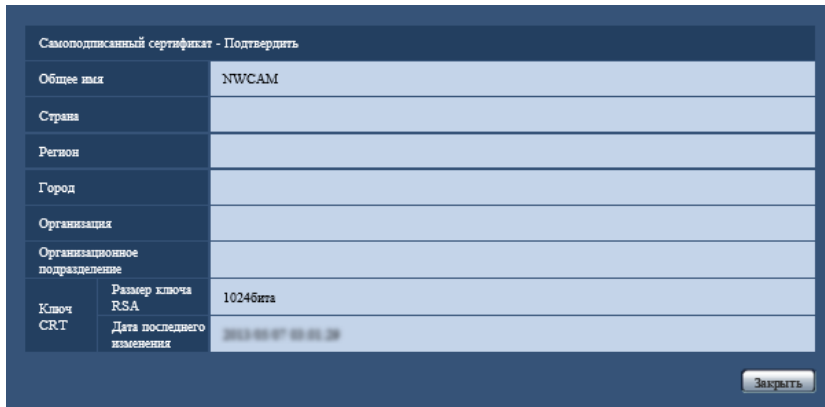 Самоподписанный сертификат - Подтвердить
Общее имя NWCAM
Страна
Регион
Город
Организация
Организационное
подразделение
Ключ
CRT
Размер ключа
RSA
1024бита
Дата последнего
изменения
Закрыть